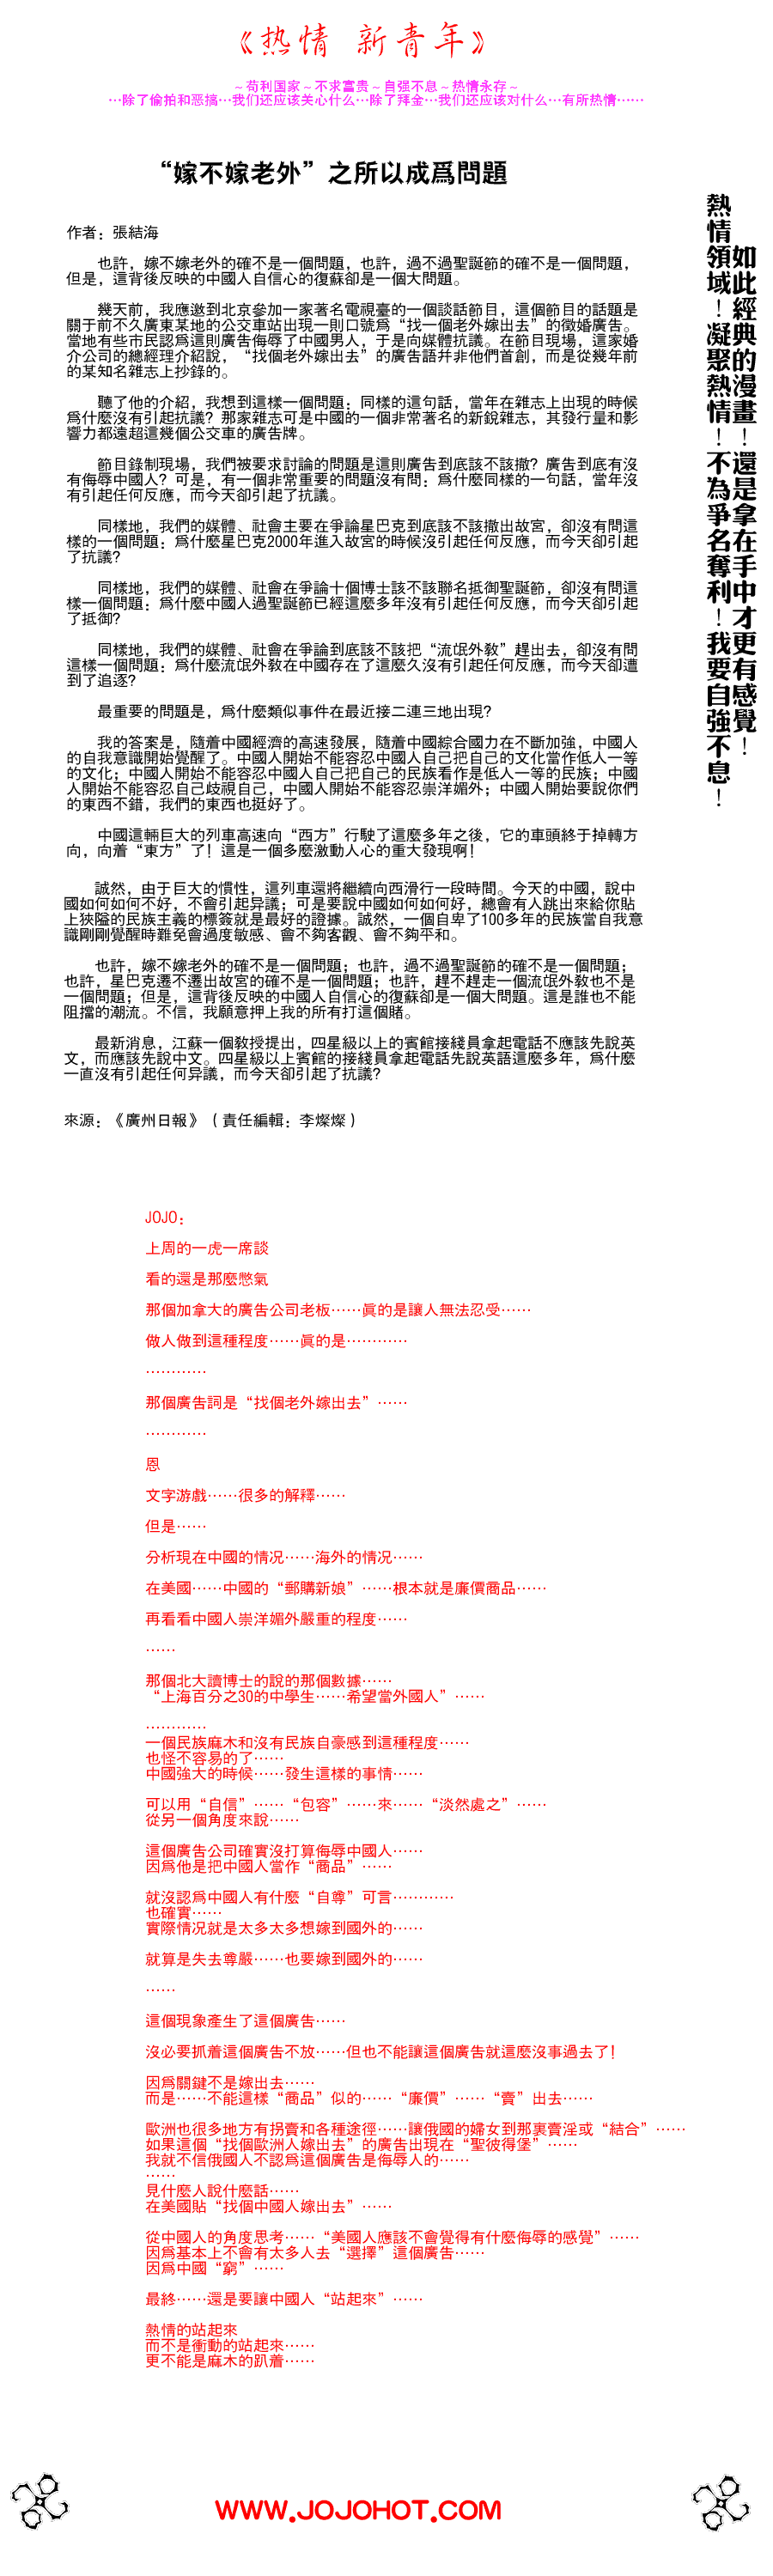 《热情 新青年》
～苟利国家～不求富贵～自强不息～热情永存～
…除了偷拍和恶搞…我们还应该关心什么…除了拜金…我们还应该对什么…有所热情……
“嫁不嫁老外”之所以成爲問題
如此經典的漫畫！還是拿在手中才更有感覺！
熱情領域！凝聚熱情！不為爭名奪利！我要自強不息！
作者：張結海
也許，嫁不嫁老外的確不是一個問題，也許，過不過聖誕節的確不是一個問題，
但是，這背後反映的中國人自信心的復蘇卻是一個大問題。
幾天前，我應邀到北京參加一家著名電視臺的一個談話節目，這個節目的話題是
關于前不久廣東某地的公交車站出現一則口號爲“找一個老外嫁出去”的徵婚廣告。
當地有些市民認爲這則廣告侮辱了中國男人，于是向媒體抗議。在節目現場，這家婚
介公司的總經理介紹說，“找個老外嫁出去”的廣告語并非他們首創，而是從幾年前
的某知名雜志上抄錄的。
聽了他的介紹，我想到這樣一個問題：同樣的這句話，當年在雜志上出現的時候
爲什麼沒有引起抗議？那家雜志可是中國的一個非常著名的新銳雜志，其發行量和影
響力都遠超這幾個公交車的廣告牌。
節目錄制現場，我們被要求討論的問題是這則廣告到底該不該撤？廣告到底有沒
有侮辱中國人？可是，有一個非常重要的問題沒有問：爲什麼同樣的一句話，當年沒
有引起任何反應，而今天卻引起了抗議。
同樣地，我們的媒體、社會主要在爭論星巴克到底該不該撤出故宮，卻沒有問這
樣的一個問題：爲什麼星巴克2000年進入故宮的時候沒引起任何反應，而今天卻引起
了抗議？
同樣地，我們的媒體、社會在爭論十個博士該不該聯名抵御聖誕節，卻沒有問這
樣一個問題：爲什麼中國人過聖誕節已經這麼多年沒有引起任何反應，而今天卻引起
了抵御？
同樣地，我們的媒體、社會在爭論到底該不該把“流氓外敎”趕出去，卻沒有問
這樣一個問題：爲什麼流氓外敎在中國存在了這麼久沒有引起任何反應，而今天卻遭
到了追逐？
最重要的問題是，爲什麼類似事件在最近接二連三地出現？
我的答案是，隨着中國經濟的高速發展，隨着中國綜合國力在不斷加強，中國人
的自我意識開始覺醒了。中國人開始不能容忍中國人自己把自己的文化當作低人一等
的文化；中國人開始不能容忍中國人自己把自己的民族看作是低人一等的民族；中國
人開始不能容忍自己歧視自己，中國人開始不能容忍崇洋媚外；中國人開始要說你們
的東西不錯，我們的東西也挺好了。
中國這輛巨大的列車高速向“西方”行駛了這麼多年之後，它的車頭終于掉轉方
向，向着“東方”了！這是一個多麼激動人心的重大發現啊！
誠然，由于巨大的慣性，這列車還將繼續向西滑行一段時間。今天的中國，說中
國如何如何不好，不會引起异議；可是要說中國如何如何好，總會有人跳出來給你貼
上狹隘的民族主義的標簽就是最好的證據。誠然，一個自卑了100多年的民族當自我意
識剛剛覺醒時難免會過度敏感、會不夠客觀、會不夠平和。
也許，嫁不嫁老外的確不是一個問題；也許，過不過聖誕節的確不是一個問題；
也許，星巴克遷不遷出故宮的確不是一個問題；也許，趕不趕走一個流氓外敎也不是
一個問題；但是，這背後反映的中國人自信心的復蘇卻是一個大問題。這是誰也不能
阻擋的潮流。不信，我願意押上我的所有打這個賭。
最新消息，江蘇一個敎授提出，四星級以上的賓館接綫員拿起電話不應該先說英
文，而應該先說中文。四星級以上賓館的接綫員拿起電話先說英語這麼多年，爲什麼
一直沒有引起任何异議，而今天卻引起了抗議？
來源：《廣州日報》（責任編輯：李燦燦）
JOJO：
上周的一虎一席談
看的還是那麼憋氣
那個加拿大的廣告公司老板……眞的是讓人無法忍受……
做人做到這種程度……眞的是…………
…………
那個廣告詞是“找個老外嫁出去”……
…………
恩
文字游戲……很多的解釋……
但是……
分析現在中國的情况……海外的情况……
在美國……中國的“郵購新娘”……根本就是廉價商品……
再看看中國人崇洋媚外嚴重的程度……
……
那個北大讀博士的說的那個數據……
“上海百分之30的中學生……希望當外國人”……
…………
一個民族麻木和沒有民族自豪感到這種程度……
也怪不容易的了……
中國強大的時候……發生這樣的事情……
可以用“自信”……“包容”……來……“淡然處之”……
從另一個角度來說……
這個廣告公司確實沒打算侮辱中國人……
因爲他是把中國人當作“商品”……
就沒認爲中國人有什麼“自尊”可言…………
也確實……
實際情况就是太多太多想嫁到國外的……
就算是失去尊嚴……也要嫁到國外的……
……
這個現象產生了這個廣告……
沒必要抓着這個廣告不放……但也不能讓這個廣告就這麼沒事過去了！
因爲關鍵不是嫁出去……
而是……不能這樣“商品”似的……“廉價”……“賣”出去……
歐洲也很多地方有拐賣和各種途徑……讓俄國的婦女到那裏賣淫或“結合”……
如果這個“找個歐洲人嫁出去”的廣告出現在“聖彼得堡”……
我就不信俄國人不認爲這個廣告是侮辱人的……
……
見什麼人說什麼話……
在美國貼“找個中國人嫁出去”……
從中國人的角度思考……“美國人應該不會覺得有什麼侮辱的感覺”……
因爲基本上不會有太多人去“選擇”這個廣告……
因爲中國“窮”……
最終……還是要讓中國人“站起來”……
熱情的站起來
而不是衝動的站起來……
更不能是麻木的趴着……
WWW.JOJOHOT.COM